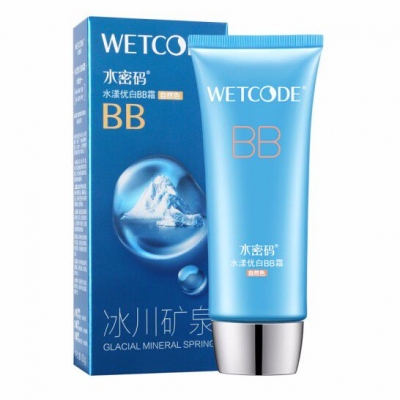 WETCODE
水密码®
水漾优白BB霜 自然色
BB
冰川矿泉
GLACIAL MINERAL SPRING
WETCODE®
BB
水密码®
水漾优白BB霜
自然色